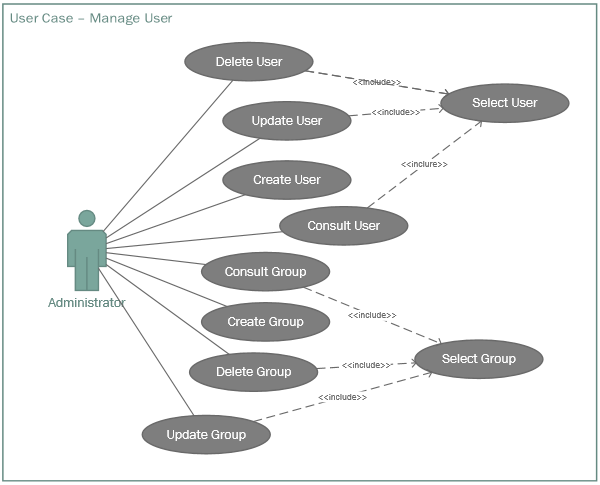 User Case – Manage User
Delete User
<<include>>
Select User
Update User
<<include>>
Create User
<<inclure>>
Consult User
Administrator
Consult Group
Create Group
<<include>>
Delete Group
<<include>>
Select Group
<<include>>
Update Group